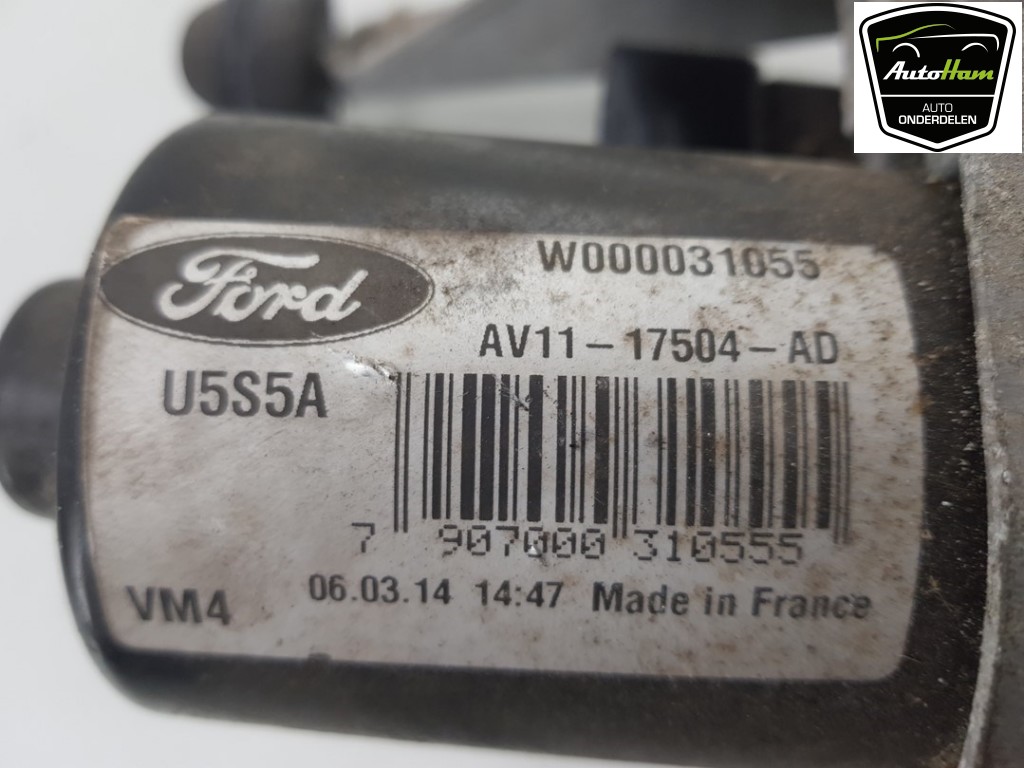 AutoHam
AUTO
ONDERDELEN
Ford
W000031055
AV11-17504-AD
U5S5A
7 907000 310555
VM4
06.03.14 14:47 Made in France